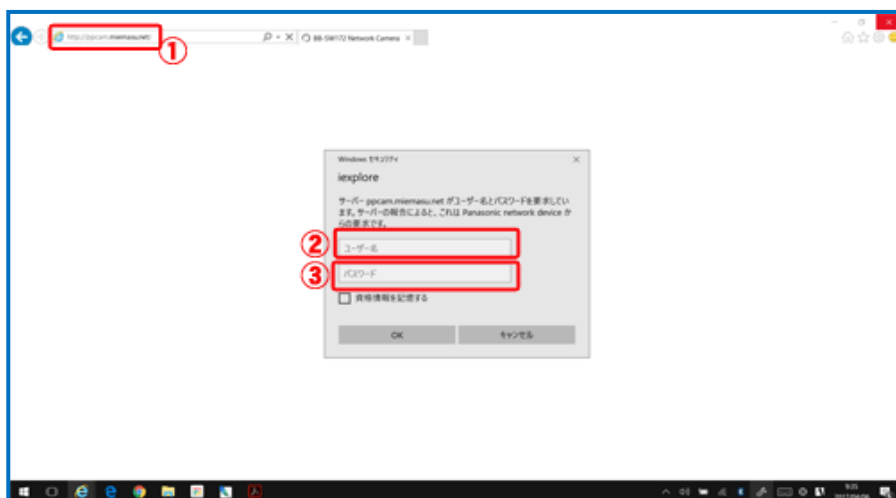 http://ppcam.miemasu.net/
①
BB-SW172 Network Camera
Windows セキュリティ
iexplore
サーバー ppcam.miemasu.net がユーザー名とパスワードを要求してい
ます。サーバーの報告によると、これは Panasonic network device か
らの要求です。
② ユーザー名
③ パスワード
資格情報を記憶する
OK キャンセル
9:35